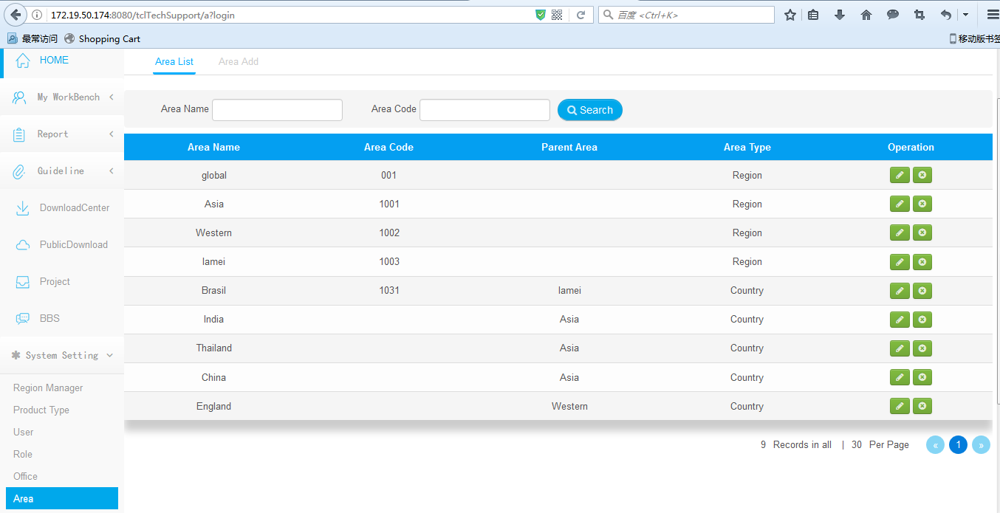 172.19.50.174:8080/tclTechSupport/a?login
百度 <Ctrl+K>
最常访问 Shopping Cart
移动版书签
HOME
Area List Area Add
My WorkBench
Area Name Area Code Search
Report
Area Name Area Code Parent Area Area Type Operation
Guideline
global 001 Region
DownloadCenter
Asia 1001 Region
Western 1002 Region
PublicDownload
lamei 1003 Region
Project
Brasil 1031 lamei Country
BBS
India Asia Country
Thailand Asia Country
System Setting
China Asia Country
Region Manager
England Western Country
Product Type
User
9 Records in all | 30 Per Page « 1 »
Role
Office
Area